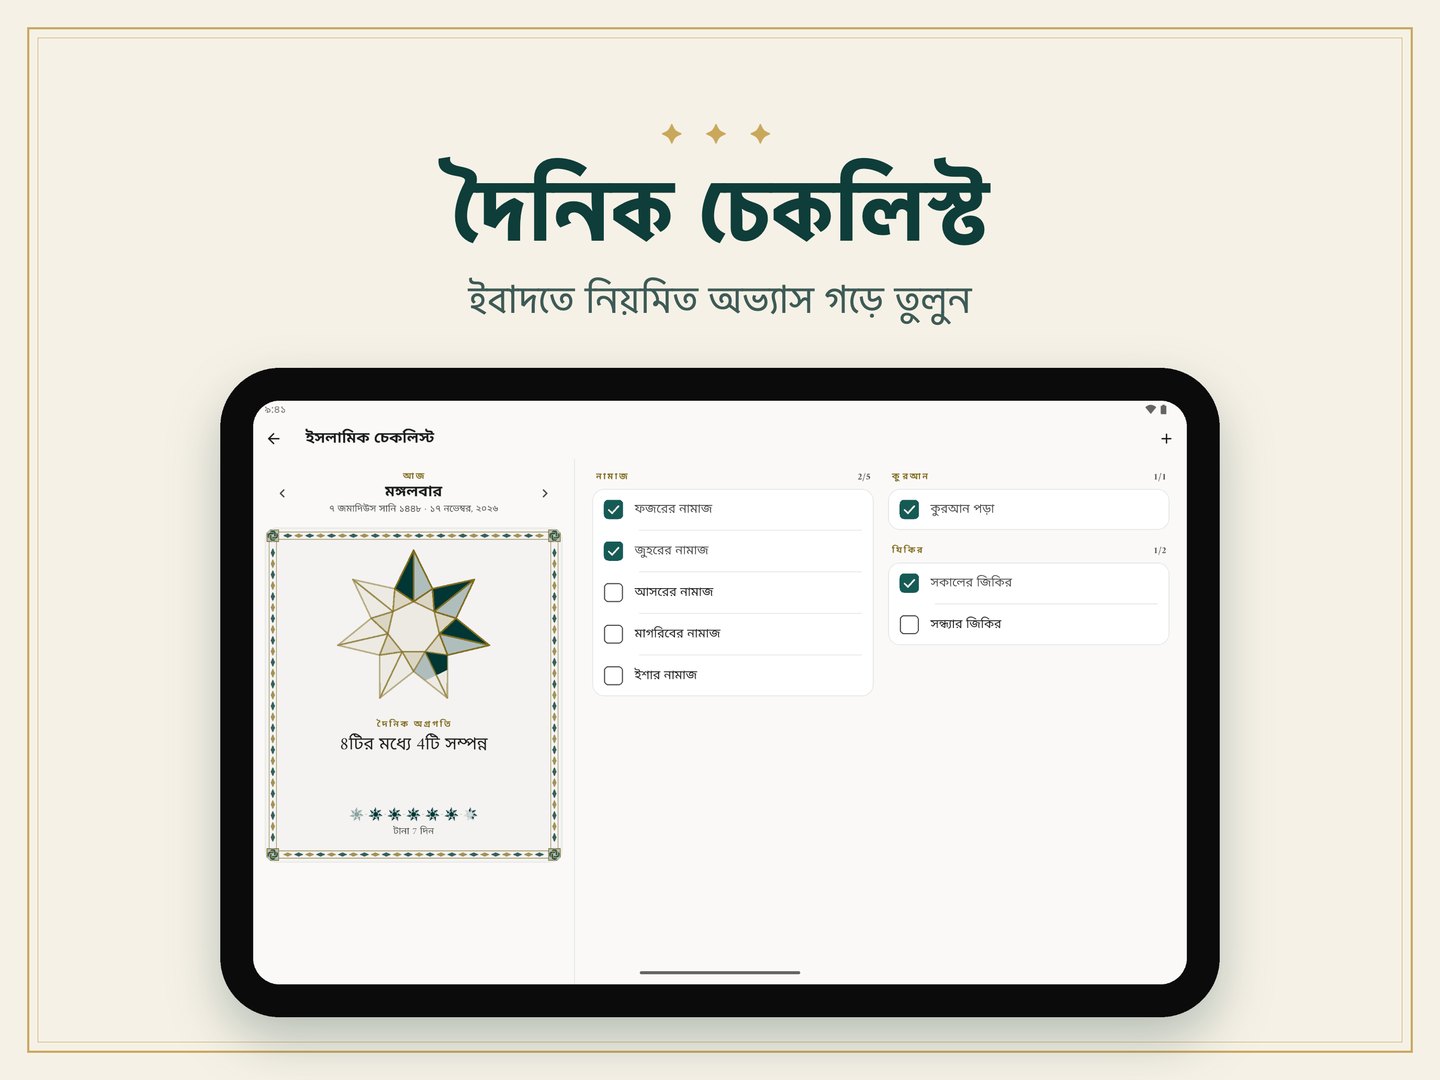 দৈনিক চেকলিস্ট
ইবাদতে নিয়মিত অভ্যাস গড়ে তুলুন
৯:৪১
ইসলামিক চেকলিস্ট
আজ
মঙ্গলবার
৭ জমাদিউস সানি ১৪৪৮ · ১৭ নভেম্বর, ২০২৬
দৈনিক অগ্রগতি
8টির মধ্যে 4টি সম্পন্ন
টানা 7 দিন
নামাজ 2/5
ফজরের নামাজ
জুহরের নামাজ
আসরের নামাজ
মাগরিবের নামাজ
ইশার নামাজ
কুরআন 1/1
কুরআন পড়া
যিকির 1/2
সকালের জিকির
সন্ধ্যার জিকির